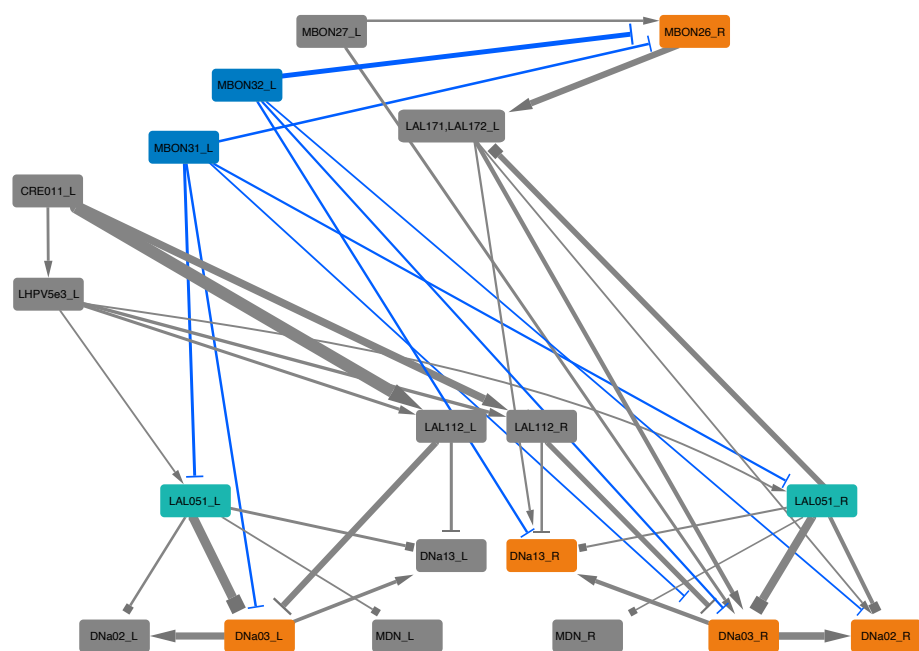 MBON27_L
MBON26_R
MBON32_L
LAL171,LAL172_L
MBON31_L
CRE011_L
LHPV5e3_L
LAL112_L
LAL112_R
LAL051_L
LAL051_R
DNa13_L
DNa13_R
DNa02_L
DNa03_L
MDN_L
MDN_R
DNa03_R
DNa02_R